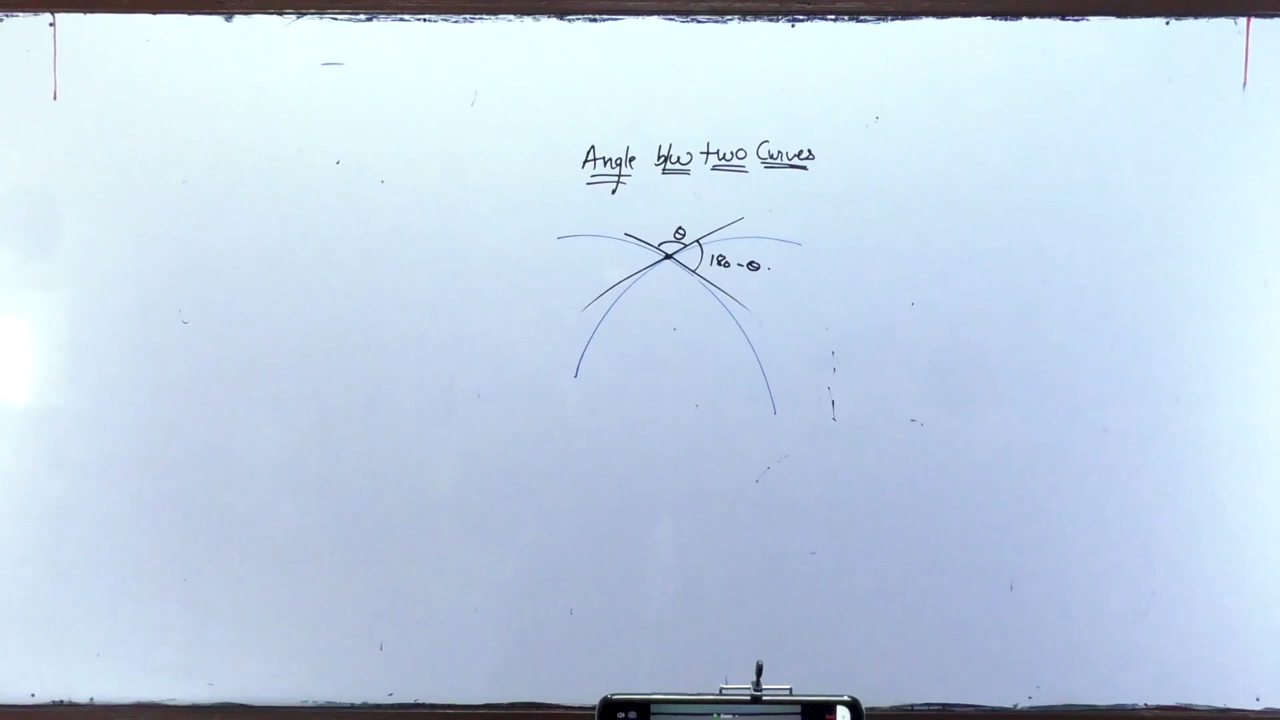 Angle b/w two Curves
θ
180 - θ.